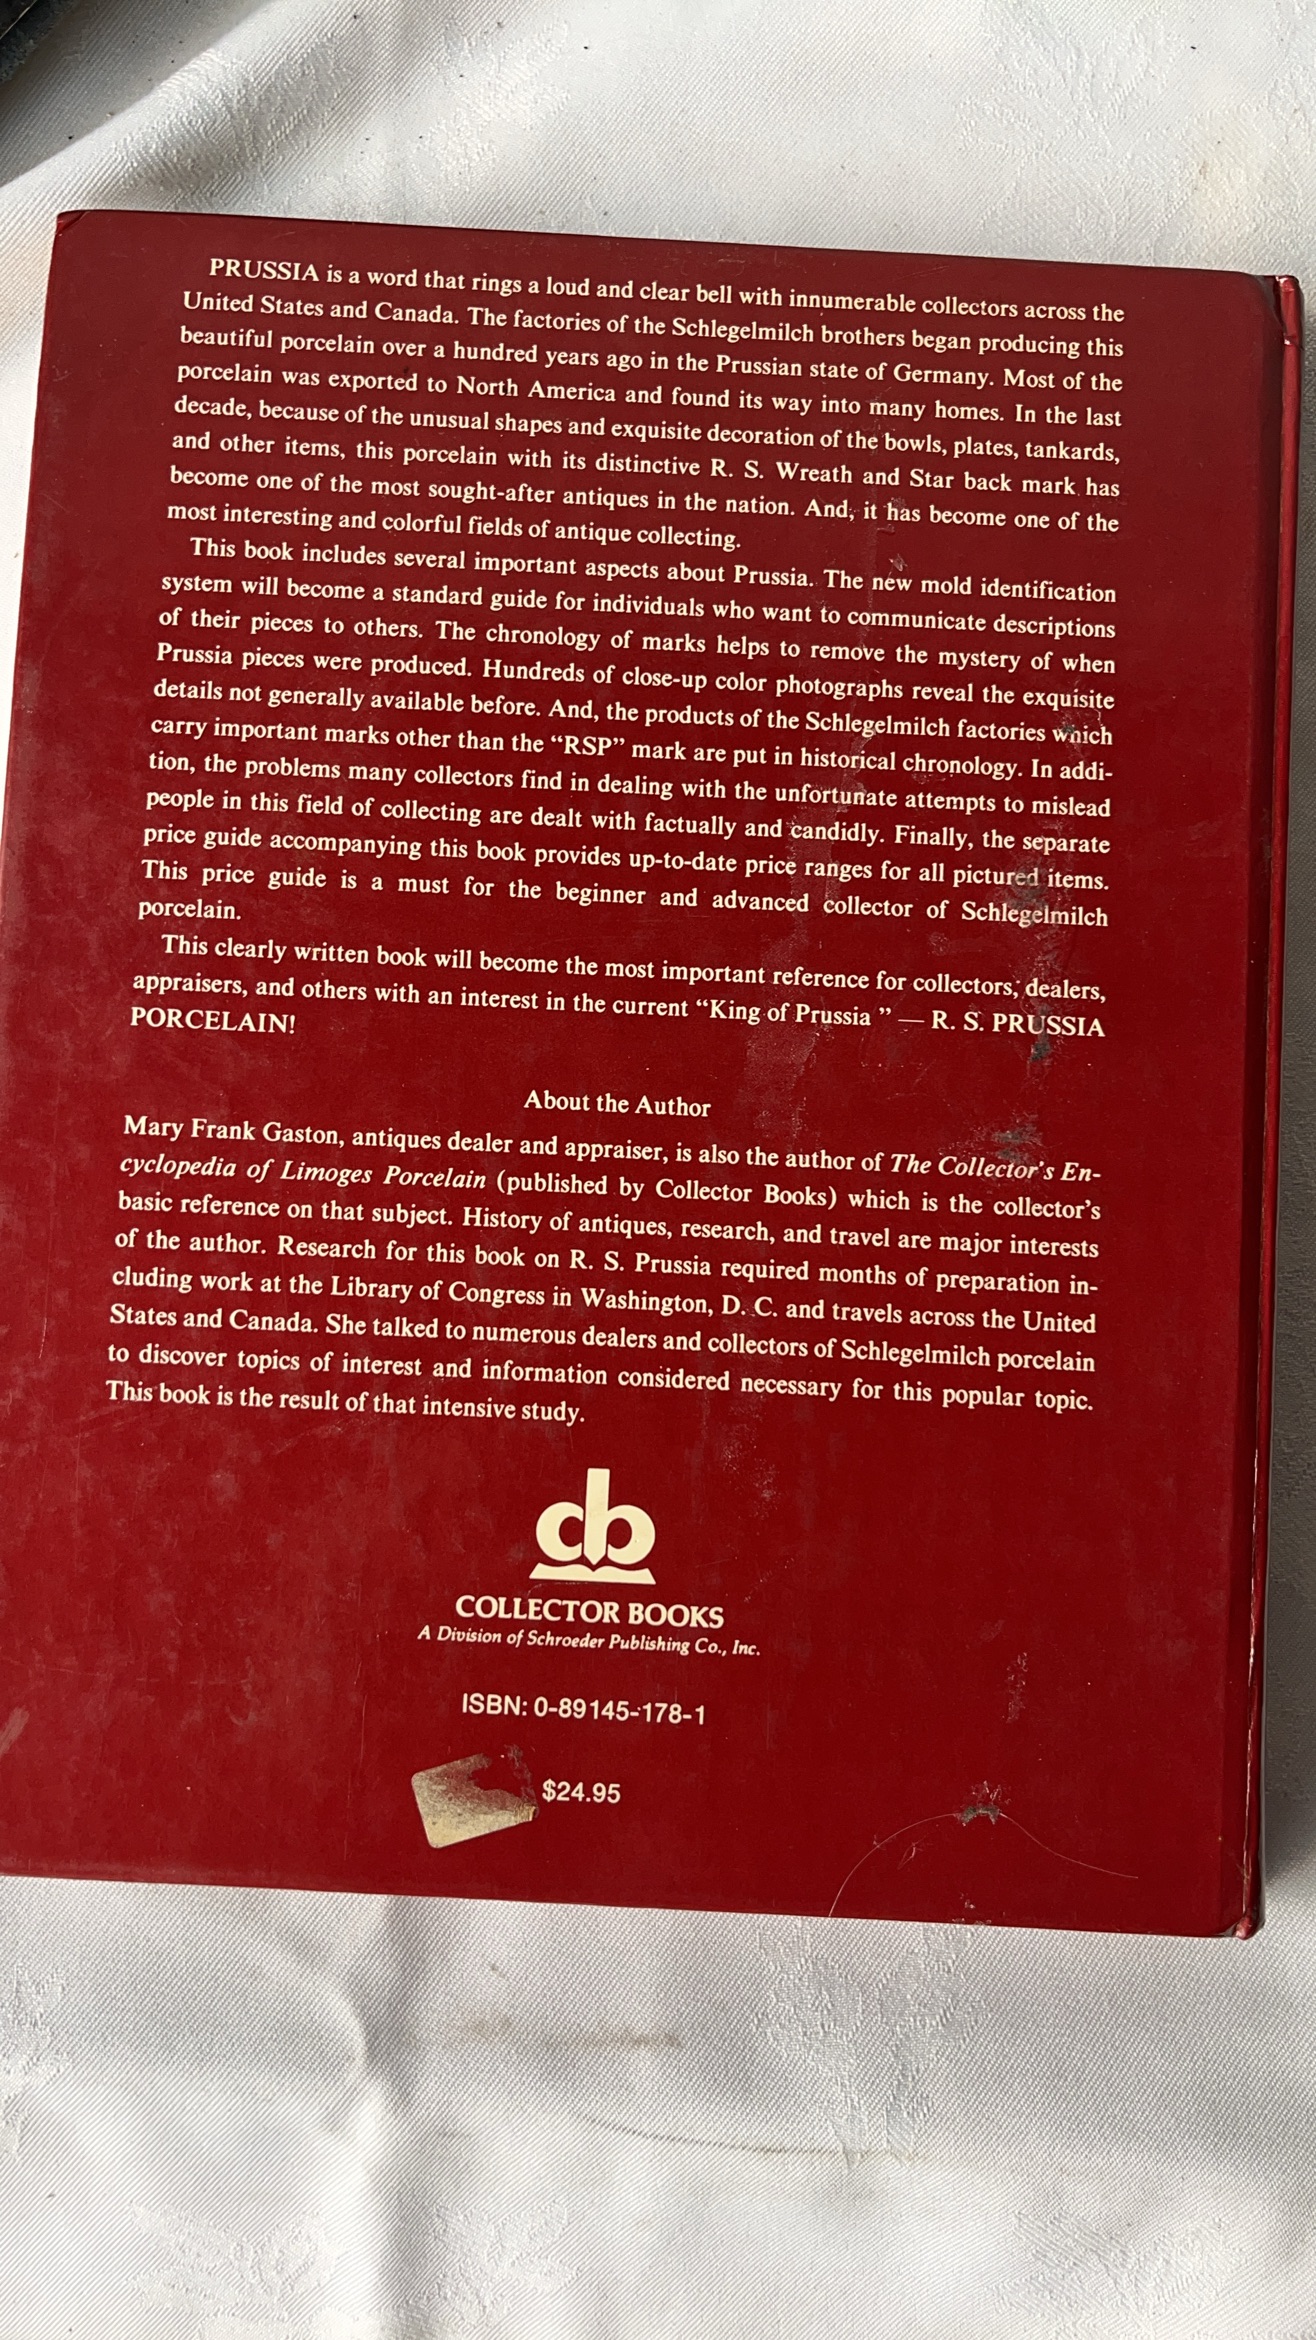 PRUSSIA is a word that rings a loud and clear bell with innumerable collectors across the
United States and Canada. The factories of the Schlegelmilch brothers began producing this
beautiful porcelain over a hundred years ago in the Prussian state of Germany. Most of the
porcelain was exported to North America and found its way into many homes. In the last
decade, because of the unusual shapes and exquisite decoration of the bowls, plates, tankards,
and other items, this porcelain with its distinctive R. S. Wreath and Star back mark has
become one of the most sought-after antiques in the nation. And, it has become one of the
most interesting and colorful fields of antique collecting.
This book includes several important aspects about Prussia. The new mold identification
system will become a standard guide for individuals who want to communicate descriptions
of their pieces to others. The chronology of marks helps to remove the mystery of when
Prussia pieces were produced. Hundreds of close-up color photographs reveal the exquisite
details not generally available before. And, the products of the Schlegelmilch factories which
carry important marks other than the “RSP” mark are put in historical chronology. In addi-
tion, the problems many collectors find in dealing with the unfortunate attempts to mislead
people in this field of collecting are dealt with factually and candidly. Finally, the separate
price guide accompanying this book provides up-to-date price ranges for all pictured items.
This price guide is a must for the beginner and advanced collector of Schlegelmilch
porcelain.
This clearly written book will become the most important reference for collectors, dealers,
appraisers, and others with an interest in the current “King of Prussia ” — R. S. PRUSSIA
PORCELAIN!
About the Author
Mary Frank Gaston, antiques dealer and appraiser, is also the author of The Collector's En-
cyclopedia of Limoges Porcelain (published by Collector Books) which is the collector's
basic reference on that subject. History of antiques, research, and travel are major interests
of the author. Research for this book on R. S. Prussia required months of preparation in-
cluding work at the Library of Congress in Washington, D. C. and travels across the United
States and Canada. She talked to numerous dealers and collectors of Schlegelmilch porcelain
to discover topics of interest and information considered necessary for this popular topic.
This book is the result of that intensive study.
cb
COLLECTOR BOOKS
A Division of Schroeder Publishing Co., Inc.
ISBN: 0-89145-178-1
$24.95